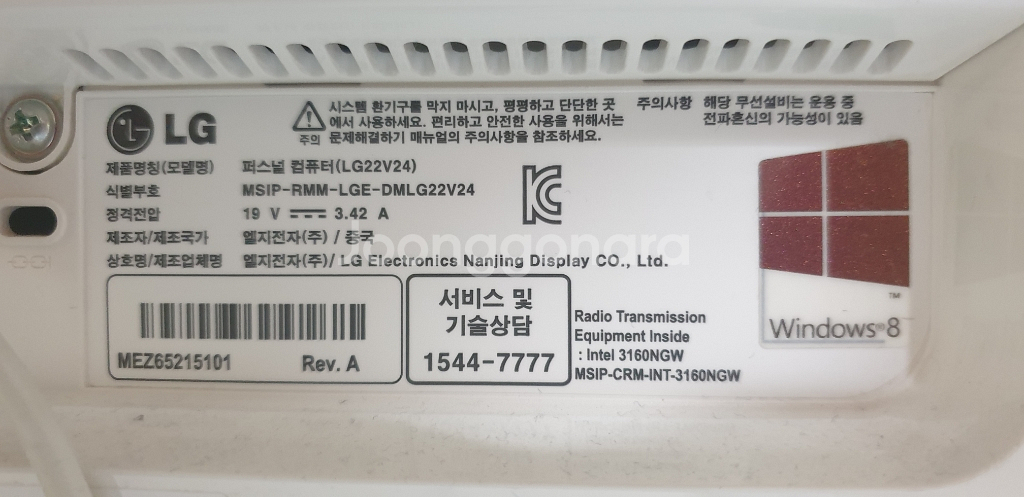 LG
주의
시스템 환기구를 막지 마시고, 평평하고 단단한 곳
에서 사용하세요. 편리하고 안전한 사용을 위해서는
문제해결하기 매뉴얼의 주의사항을 참조하세요.
주의사항 해당 무선설비는 운용 중
전파혼신의 가능성이 있음
제품명칭(모델명) 퍼스널 컴퓨터(LG22V24)
식별부호 MSIP-RMM-LGE-DMLG22V24
정격전압 19 V 3.42 A
제조자/제조국가 엘지전자(주) / 중국
상호명/제조업체명 엘지전자(주)/ LG Electronics Nanjing Display CO., Ltd.
Joonggonara
MEZ65215101 Rev. A
서비스 및
기술상담
1544-7777
Radio Transmission
Equipment Inside
: Intel 3160NGW
MSIP-CRM-INT-3160NGW
TM
Windows®8